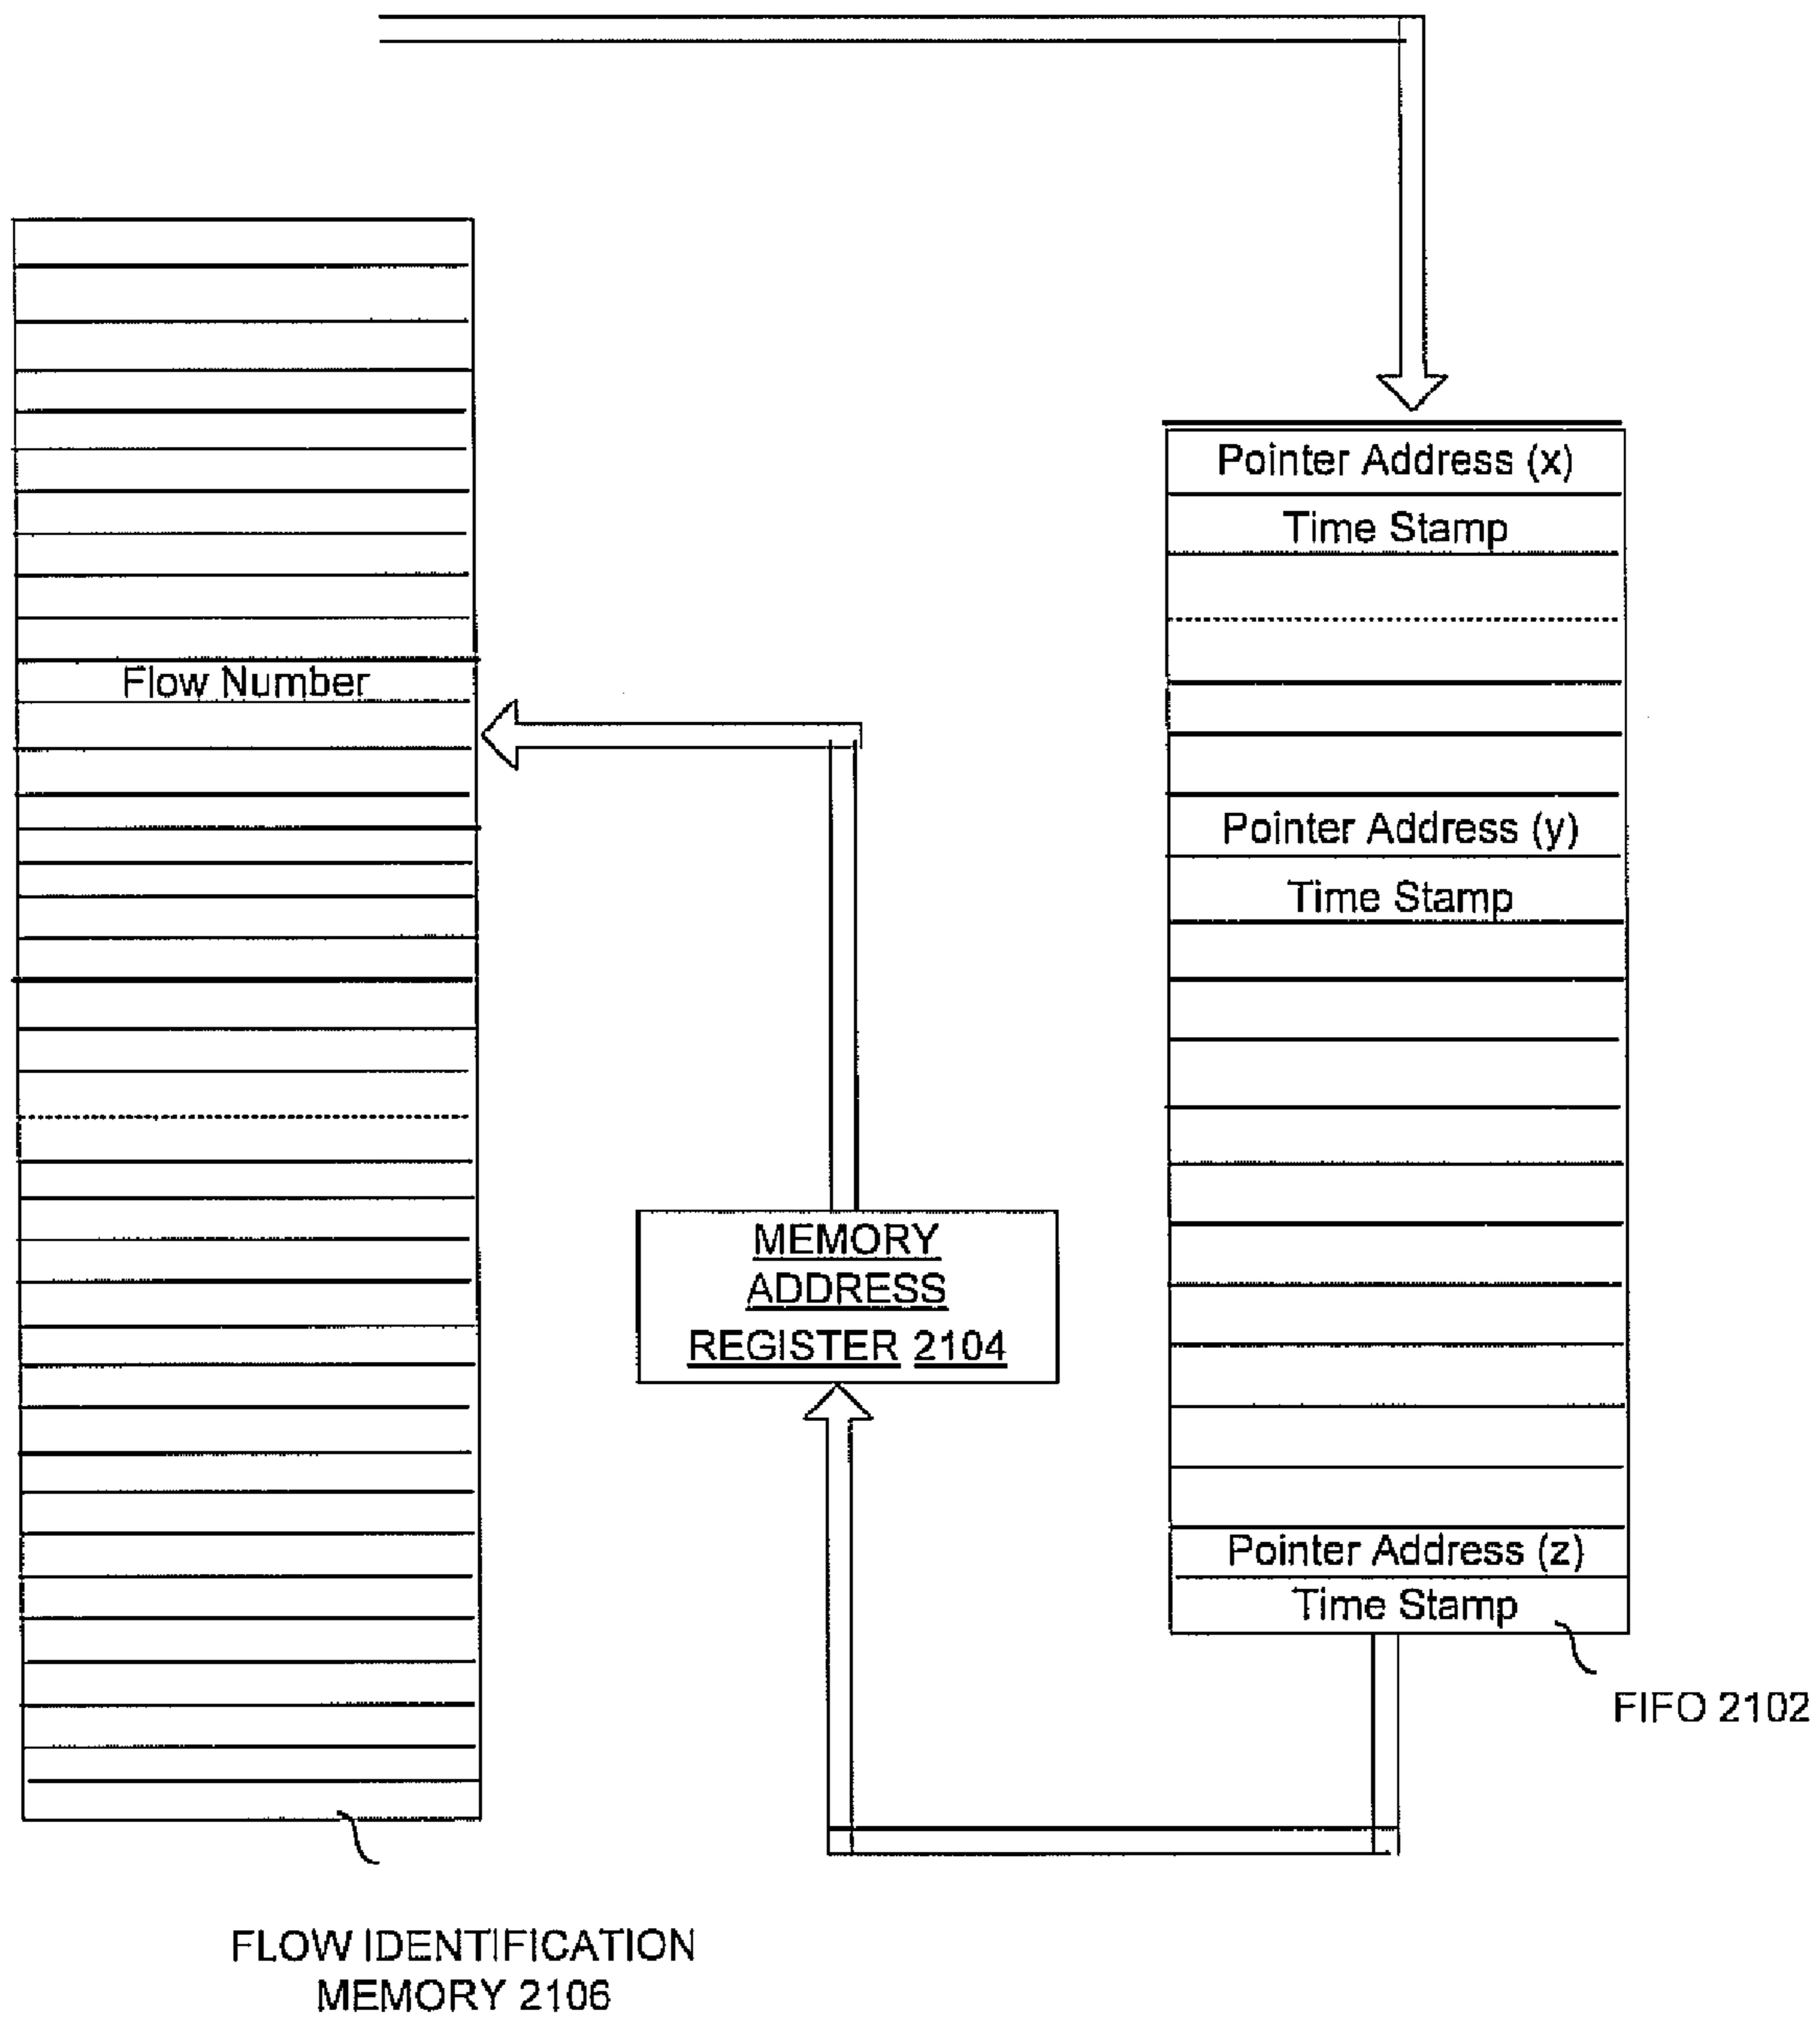 Pointer Address (x)
Time Stamp
Flow Number
Pointer Address (y)
Time Stamp
MEMORY
ADDRESS
REGISTER 2104
Pointer Address (z)
Time Stamp
FIFO 2102
FLOW IDENTIFICATION
MEMORY 2106